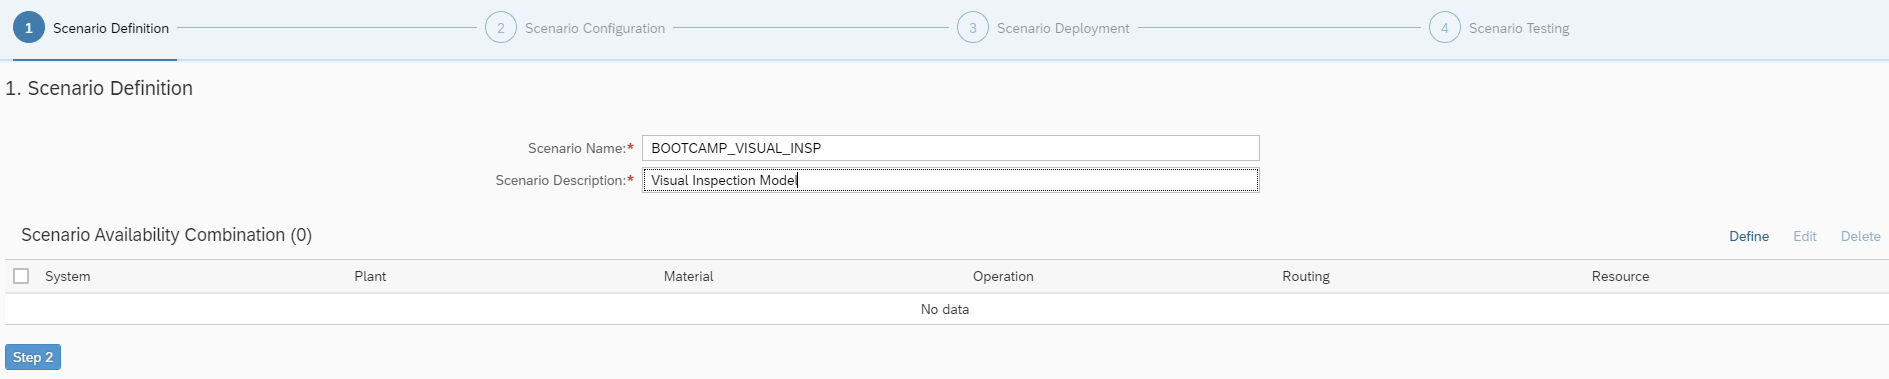 1 Scenario Definition 2 Scenario Configuration 3 Scenario Deployment 4 Scenario Testing
1. Scenario Definition
Scenario Name:* BOOTCAMP_VISUAL_INSP
Scenario Description:* Visual Inspection Model
Scenario Availability Combination (0) Define Edit Delete
System Plant Material Operation Routing Resource
No data
Step 2